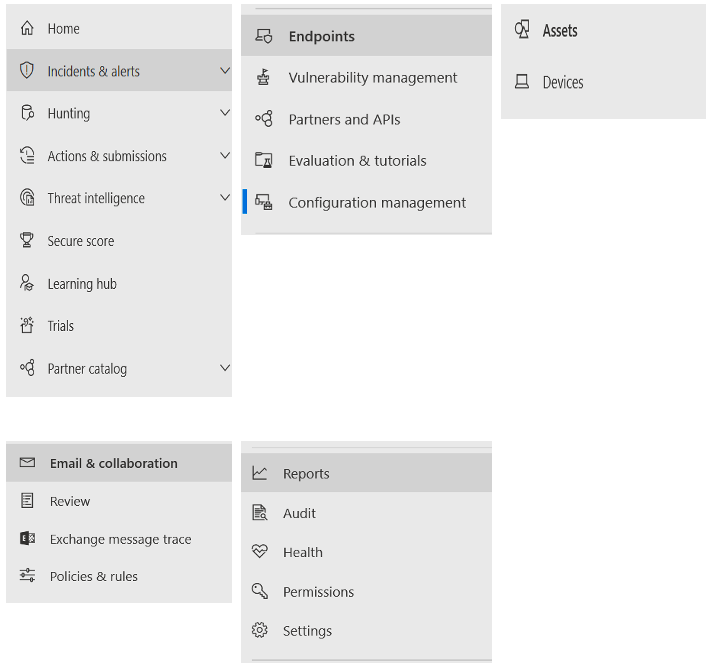 Home
Incidents & alerts
Hunting
Actions & submissions
Threat intelligence
Secure score
Learning hub
Trials
Partner catalog
Endpoints
Vulnerability management
Partners and APIs
Evaluation & tutorials
Configuration management
Assets
Devices
Email & collaboration
Review
Exchange message trace
Policies & rules
Reports
Audit
Health
Permissions
Settings